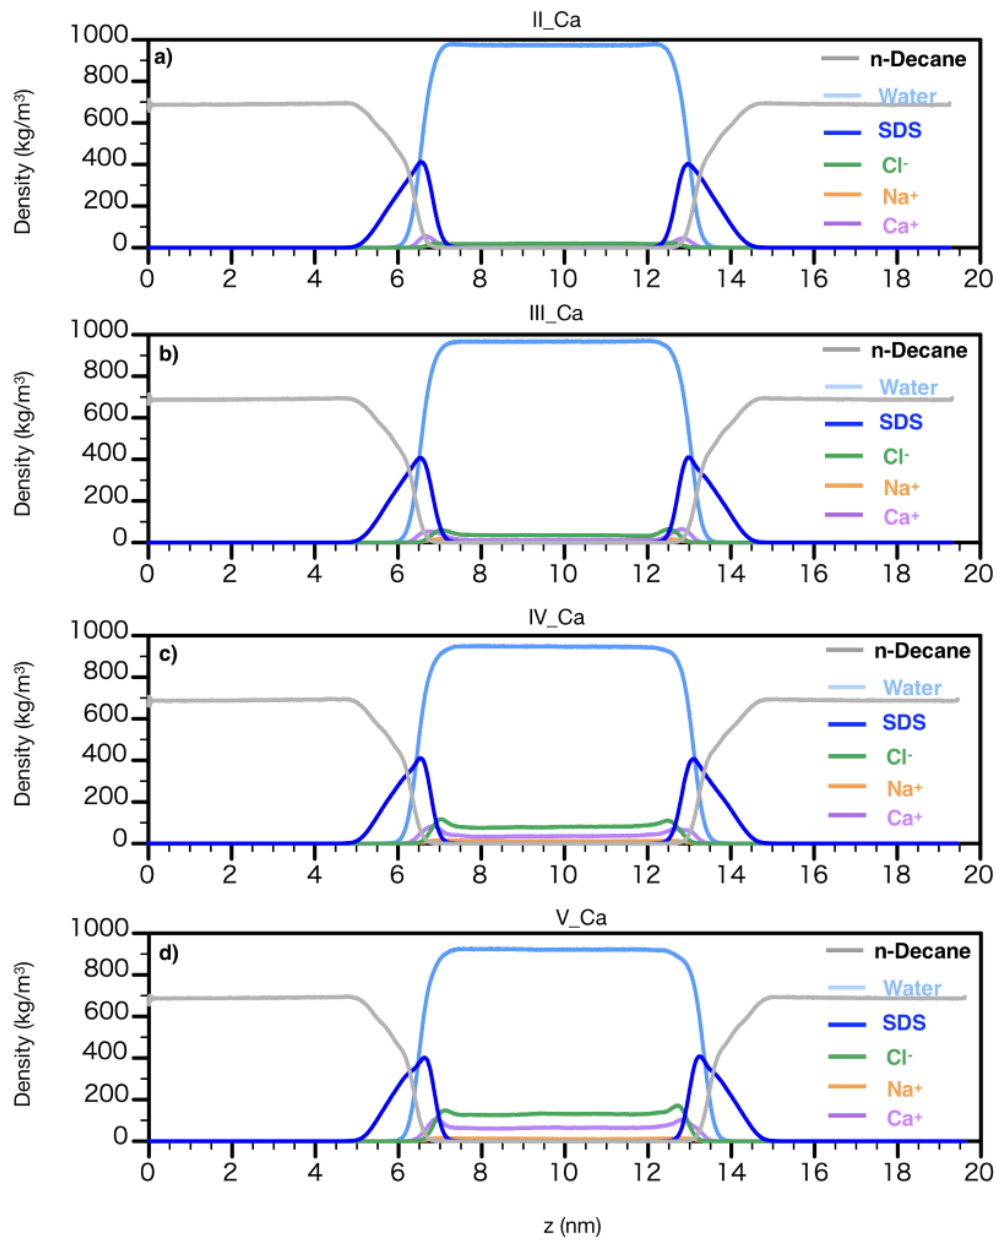 II_Ca
a)
1000
800
600
400
200
0
Density (kg/m³)
n-Decane
Water
SDS
Cl-
Na+
Ca+
0 2 4 6 8 10 12 14 16 18 20
III_Ca
b)
1000
800
600
400
200
0
Density (kg/m³)
n-Decane
Water
SDS
Cl-
Na+
Ca+
0 2 4 6 8 10 12 14 16 18 20
IV_Ca
c)
1000
800
600
400
200
0
Density (kg/m³)
n-Decane
Water
SDS
Cl-
Na+
Ca+
0 2 4 6 8 10 12 14 16 18 20
V_Ca
d)
1000
800
600
400
200
0
Density (kg/m³)
n-Decane
Water
SDS
Cl-
Na+
Ca+
0 2 4 6 8 10 12 14 16 18 20
z (nm)